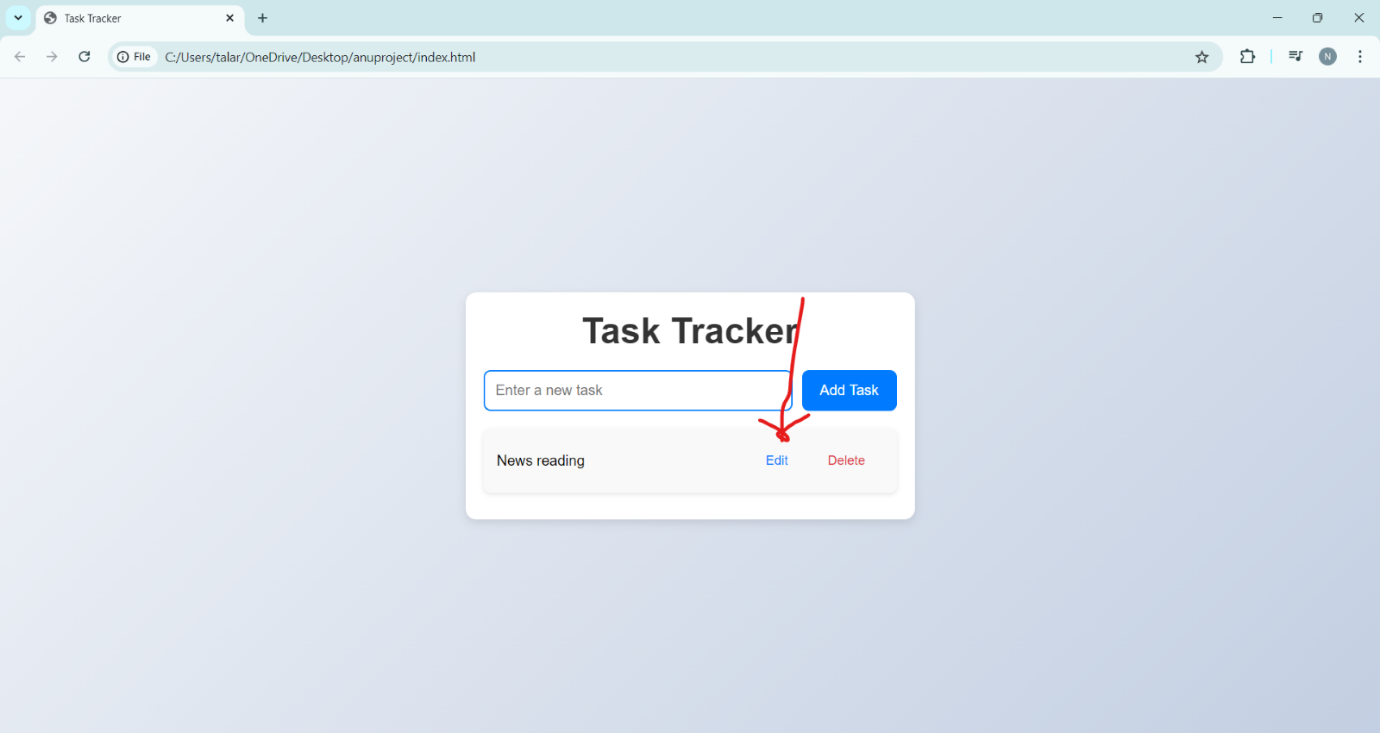 Task Tracker
File C:/Users/talar/OneDrive/Desktop/anuproject/index.html
N
Task Tracker
Enter a new task Add Task
News reading Edit Delete